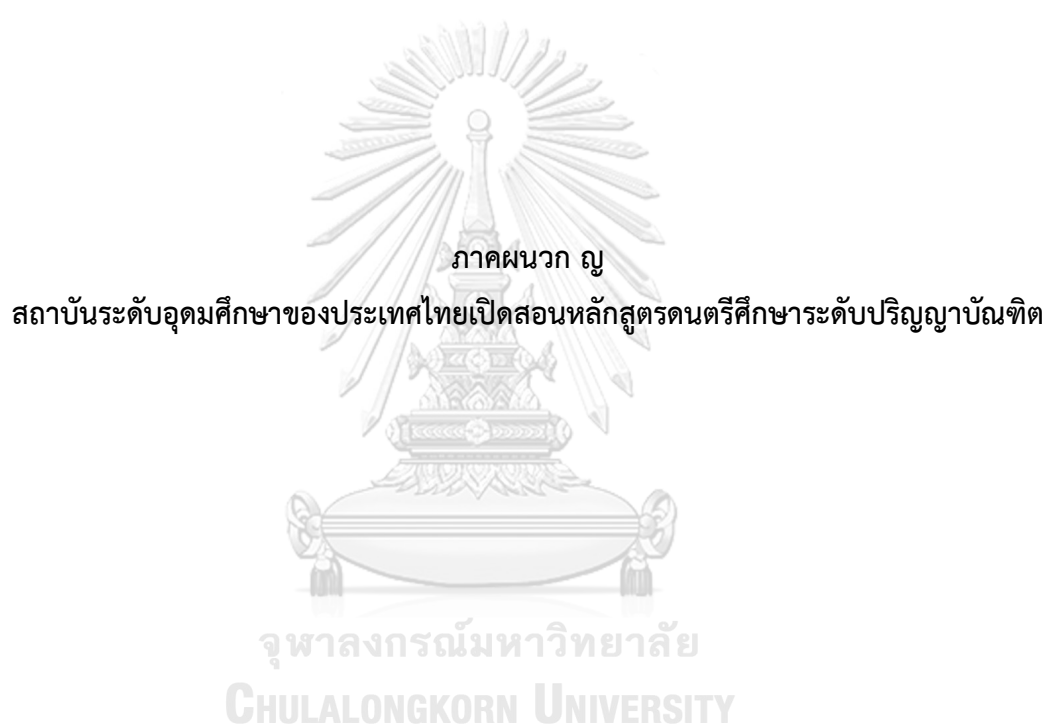 ภาคผนวก ญ
สถาบันระดับอุดมศึกษาของประเทศไทยเปิดสอนหลักสูตรดนตรีศึกษาระดับปริญญาบัณฑิต
จุฬาลงกรณ์มหาวิทยาลัย
CHULALONGKORN UNIVERSITY